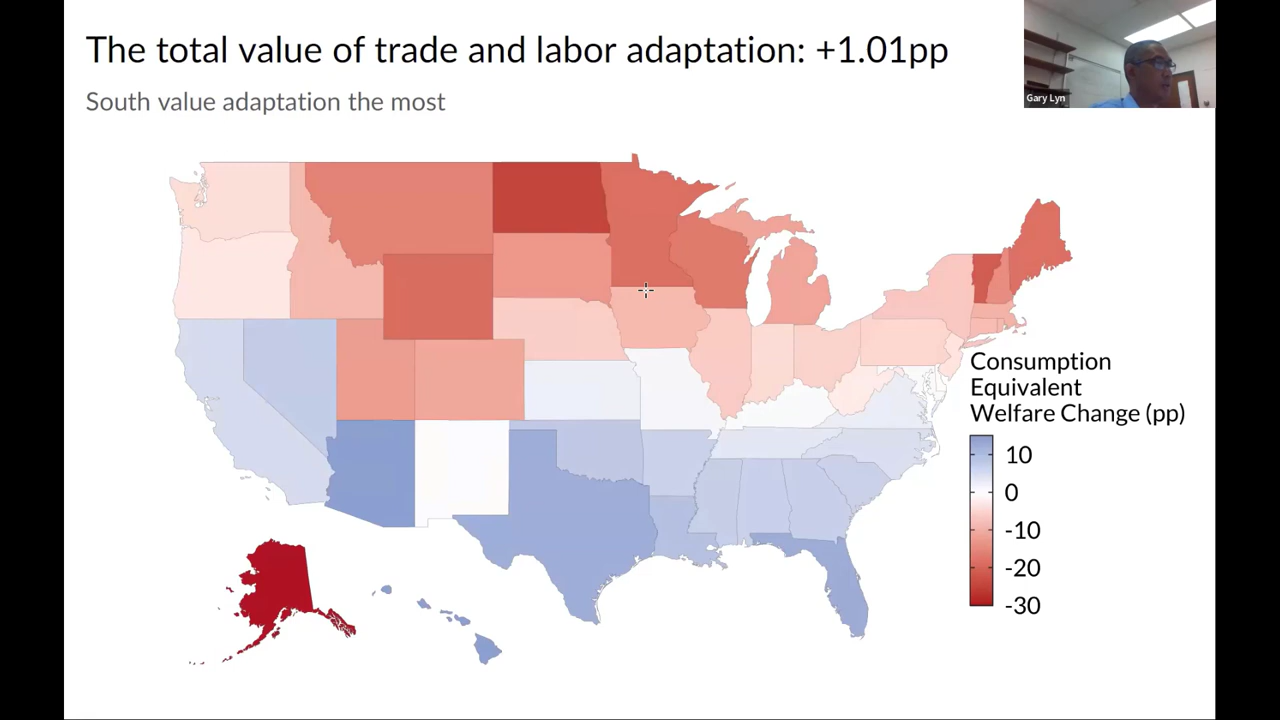 The total value of trade and labor adaptation: +1.01pp
South value adaptation the most
Gary Lyn
Consumption
Equivalent
Welfare Change (pp)
10
0
-10
-20
-30